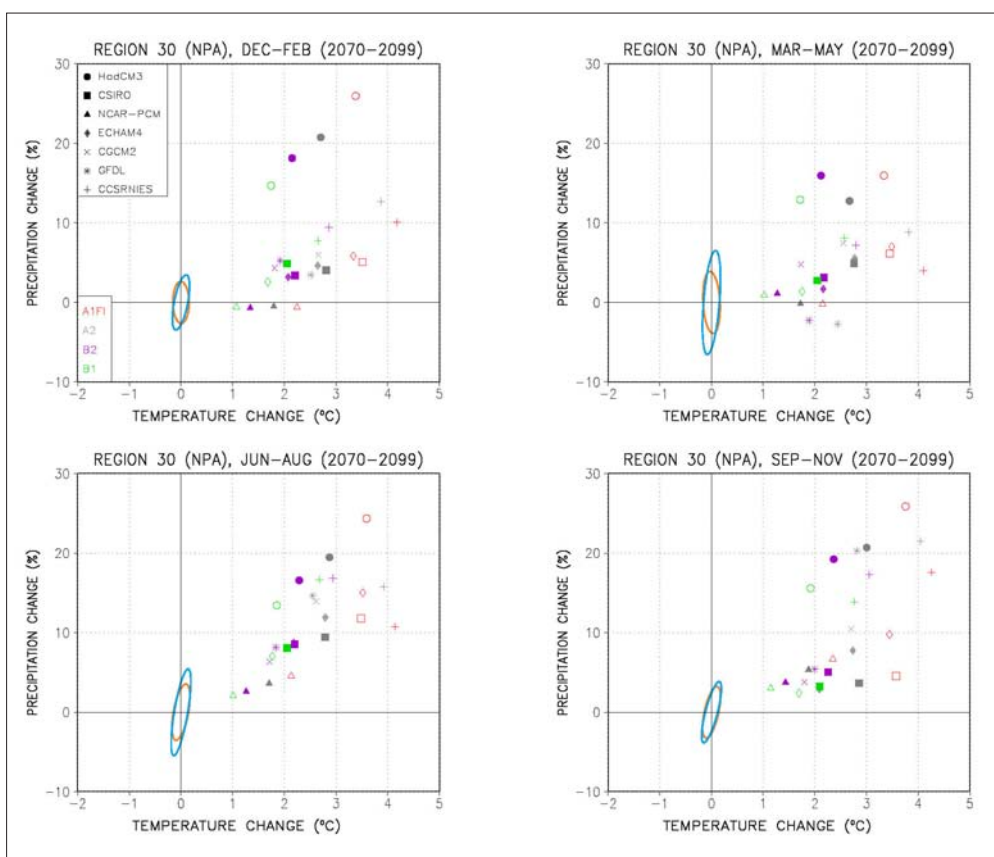 REGION 30 (NPA), DEC-FEB (2070-2099)
30
20
10
0
-10
PRECIPITATION CHANGE (%)
HadCM3
CSIRO
NCAR-PCM
ECHAM4
CGCM2
GFDL
CCSRNIES
A1FI
A2
B2
B1
-2 -1 0 1 2 3 4 5
TEMPERATURE CHANGE (ºC)
REGION 30 (NPA), MAR-MAY (2070-2099)
30
20
10
0
-10
PRECIPITATION CHANGE (%)
-2 -1 0 1 2 3 4 5
TEMPERATURE CHANGE (ºC)
REGION 30 (NPA), JUN-AUG (2070-2099)
30
20
10
0
-10
PRECIPITATION CHANGE (%)
-2 -1 0 1 2 3 4 5
TEMPERATURE CHANGE (ºC)
REGION 30 (NPA), SEP-NOV (2070-2099)
30
20
10
0
-10
PRECIPITATION CHANGE (%)
-2 -1 0 1 2 3 4 5
TEMPERATURE CHANGE (ºC)